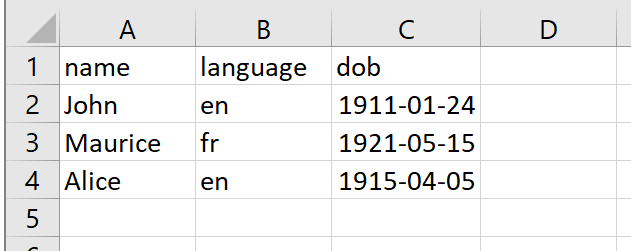 A B C D
1 name language dob
2 John en 1911-01-24
3 Maurice fr 1921-05-15
4 Alice en 1915-04-05
5